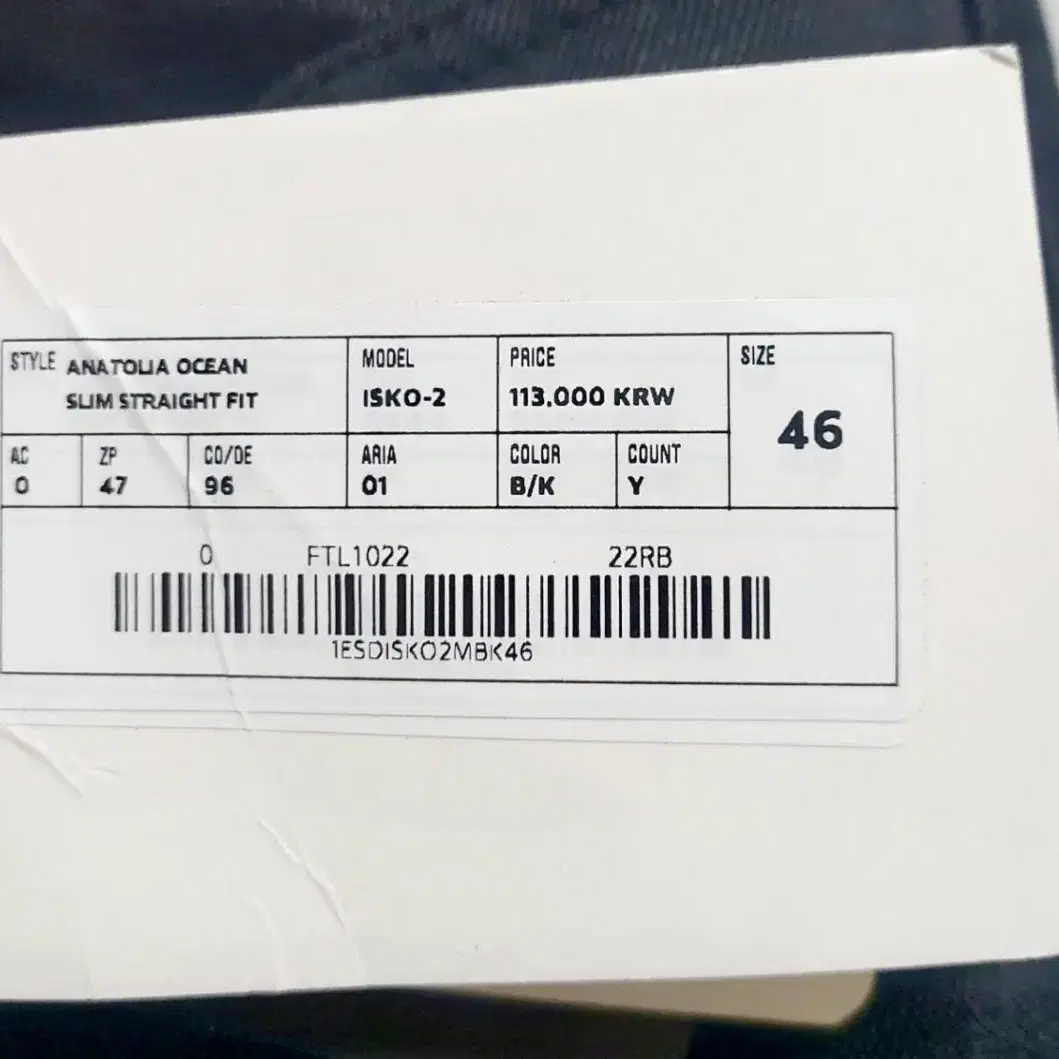 STYLE ANATOLIA OCEAN
SLIM STRAIGHT FIT
MODEL
ISKO-2
PRICE
113.000 KRW
SIZE
46
AC
0
ZP
47
CO/DE
96
ARIA
01
COLOR
B/K
COUNT
Y
0 FTL1022 22RB
1ESDISKO2MBK46